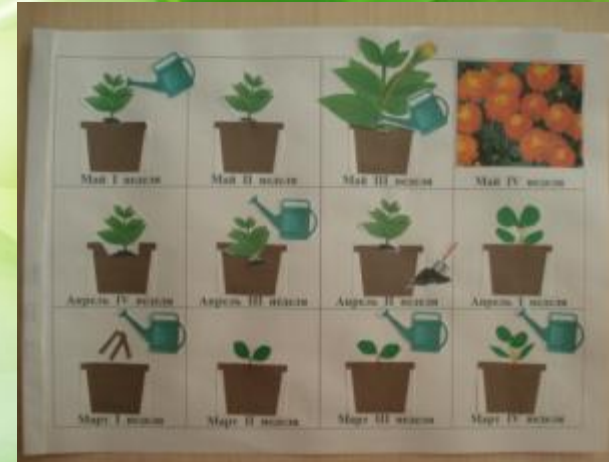 Май I неделя
Май II неделя
Май III неделя
Май IV неделя
Апрель IV неделя
Апрель III неделя
Апрель II неделя
Апрель I неделя
Март I неделя
Март II неделя
Март III неделя
Март IV неделя